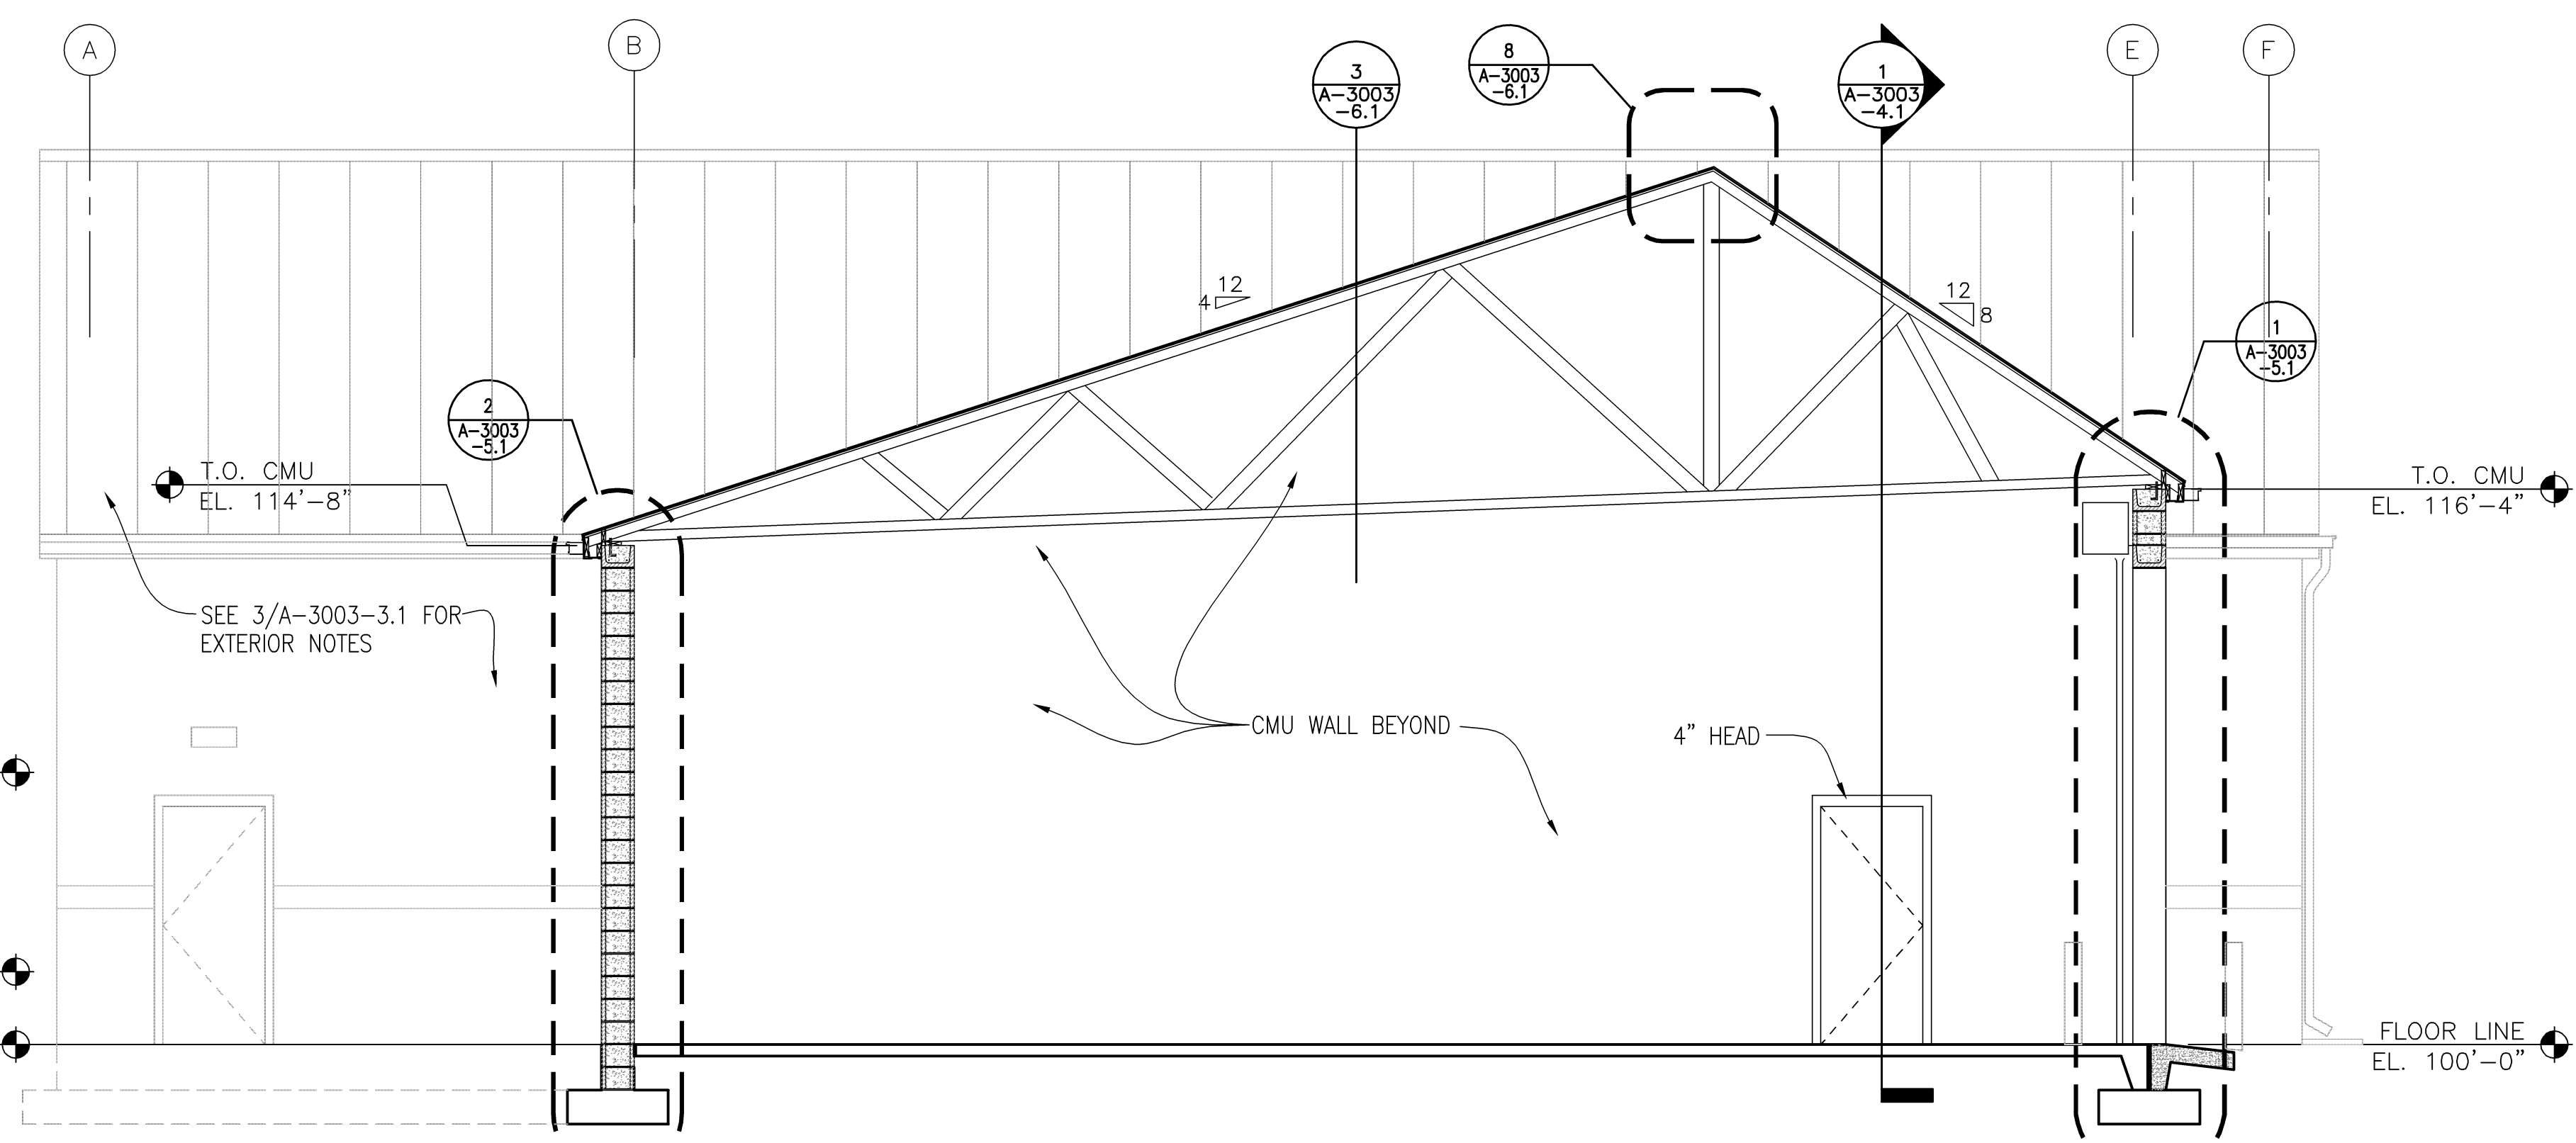 A
B
3
A-3003
-6.1
8
A-3003
-6.1
1
A-3003
-4.1
E
F
12
4
12
8
1
A-3003
-5.1
2
A-3003
-5.1
T.O. CMU
EL. 114'-8"
T.O. CMU
EL. 116'-4"
SEE 3/A-3003-3.1 FOR
EXTERIOR NOTES
CMU WALL BEYOND
4" HEAD
FLOOR LINE
EL. 100'-0"